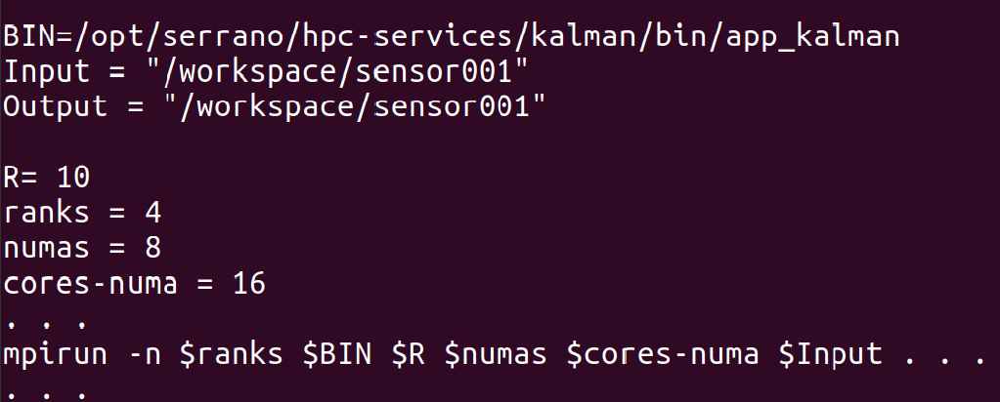 BIN=/opt/serrano/hpc-services/kalman/bin/app_kalman
Input = "/workspace/sensor001"
Output = "/workspace/sensor001"
R= 10
ranks = 4
numas = 8
cores-numa = 16
. . .
mpirun -n $ranks $BIN $R $numas $cores-numa $Input . . .
. . .